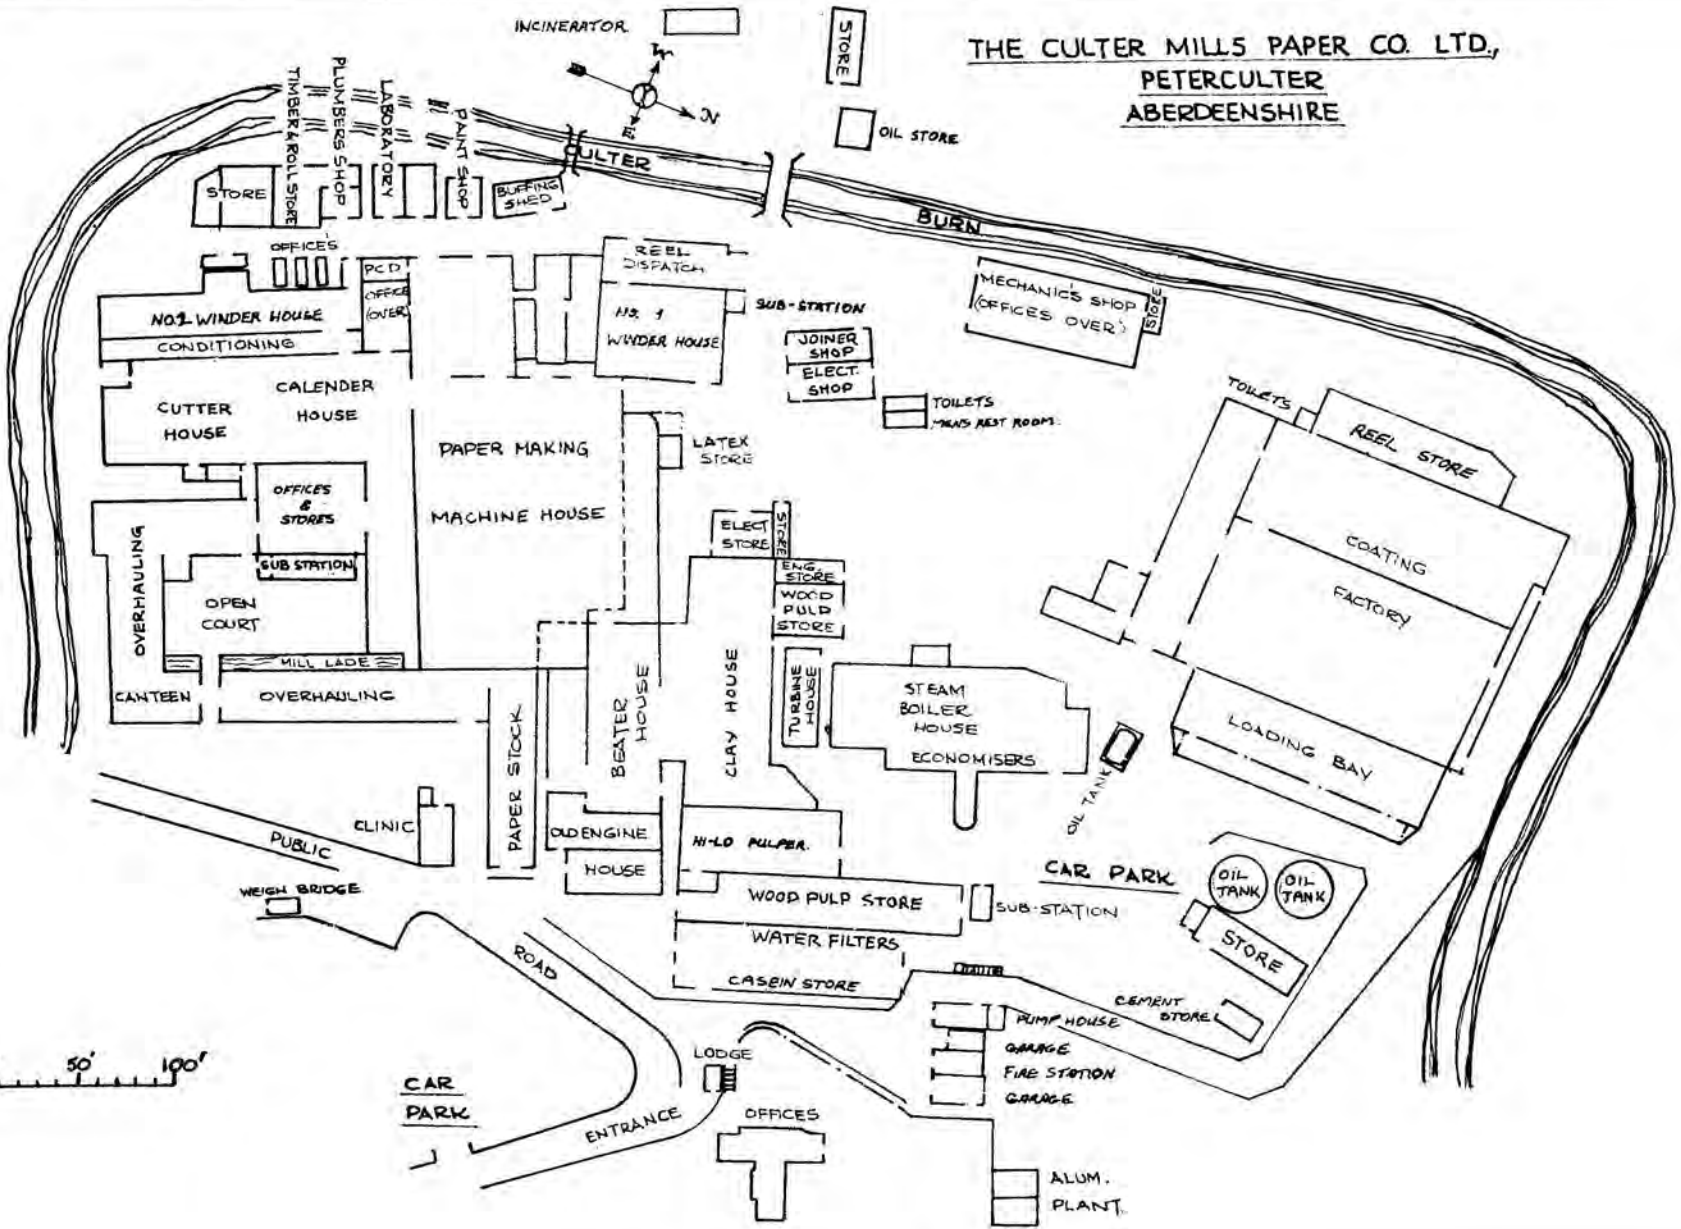 THE CULTER MILLS PAPER CO. LTD.,
PETERCULTER
ABERDEENSHIRE
INCINERATOR
STORE
OIL STORE
W
N
E
CULTER
BURN
TIMBER & ROLL STORE
PLUMBERS SHOP
LABORATORY
PAINT SHOP
STORE
BUFFING
SHED
OFFICE'S
PCD
OFFICE
(OVER)
REEL
DISPATCH
NO.2 WINDER HOUSE
CONDITIONING
NO. 1
WINDER HOUSE
SUB-STATION
JOINER
SHOP
ELECT.
SHOP
TOILETS
MENS REST ROOM.
MECHANIC'S SHOP
(OFFICES OVER)
STORE
CALENDER
HOUSE
CUTTER
HOUSE
PAPER MAKING
MACHINE HOUSE
LATEX
STORE
TOILETS
REEL STORE
COATING
FACTORY
LOADING BAY
OFFICES
&
STORES
SUB STATION
OVERHAULING
OPEN
COURT
MILL LADE
CANTEEN
OVERHAULING
ELECT
STORE
STORE
ENG.
STORE
WOOD
PULD
STORE
TURBINE
HOUSE
STEAM
BOILER
HOUSE
ECONOMISERS
OIL TANK
BEATER
HOUSE
CLAY HOUSE
PAPER STOCK
CLINIC
PUBLIC
ROAD
WEIGH BRIDGE
OLD ENGINE
HOUSE
HI-LO PULPER.
WOOD PULP STORE
SUB-STATION
WATER FILTERS
CASEIN STORE
CAR PARK
OIL
TANK
OIL
TANK
STORE
CEMENT
STORE
PUMP HOUSE
GARAGE
FIRE STATION
GARAGE
LODGE
ENTRANCE
OFFICES
CAR
PARK
50' 100'
ALUM.
PLANT.